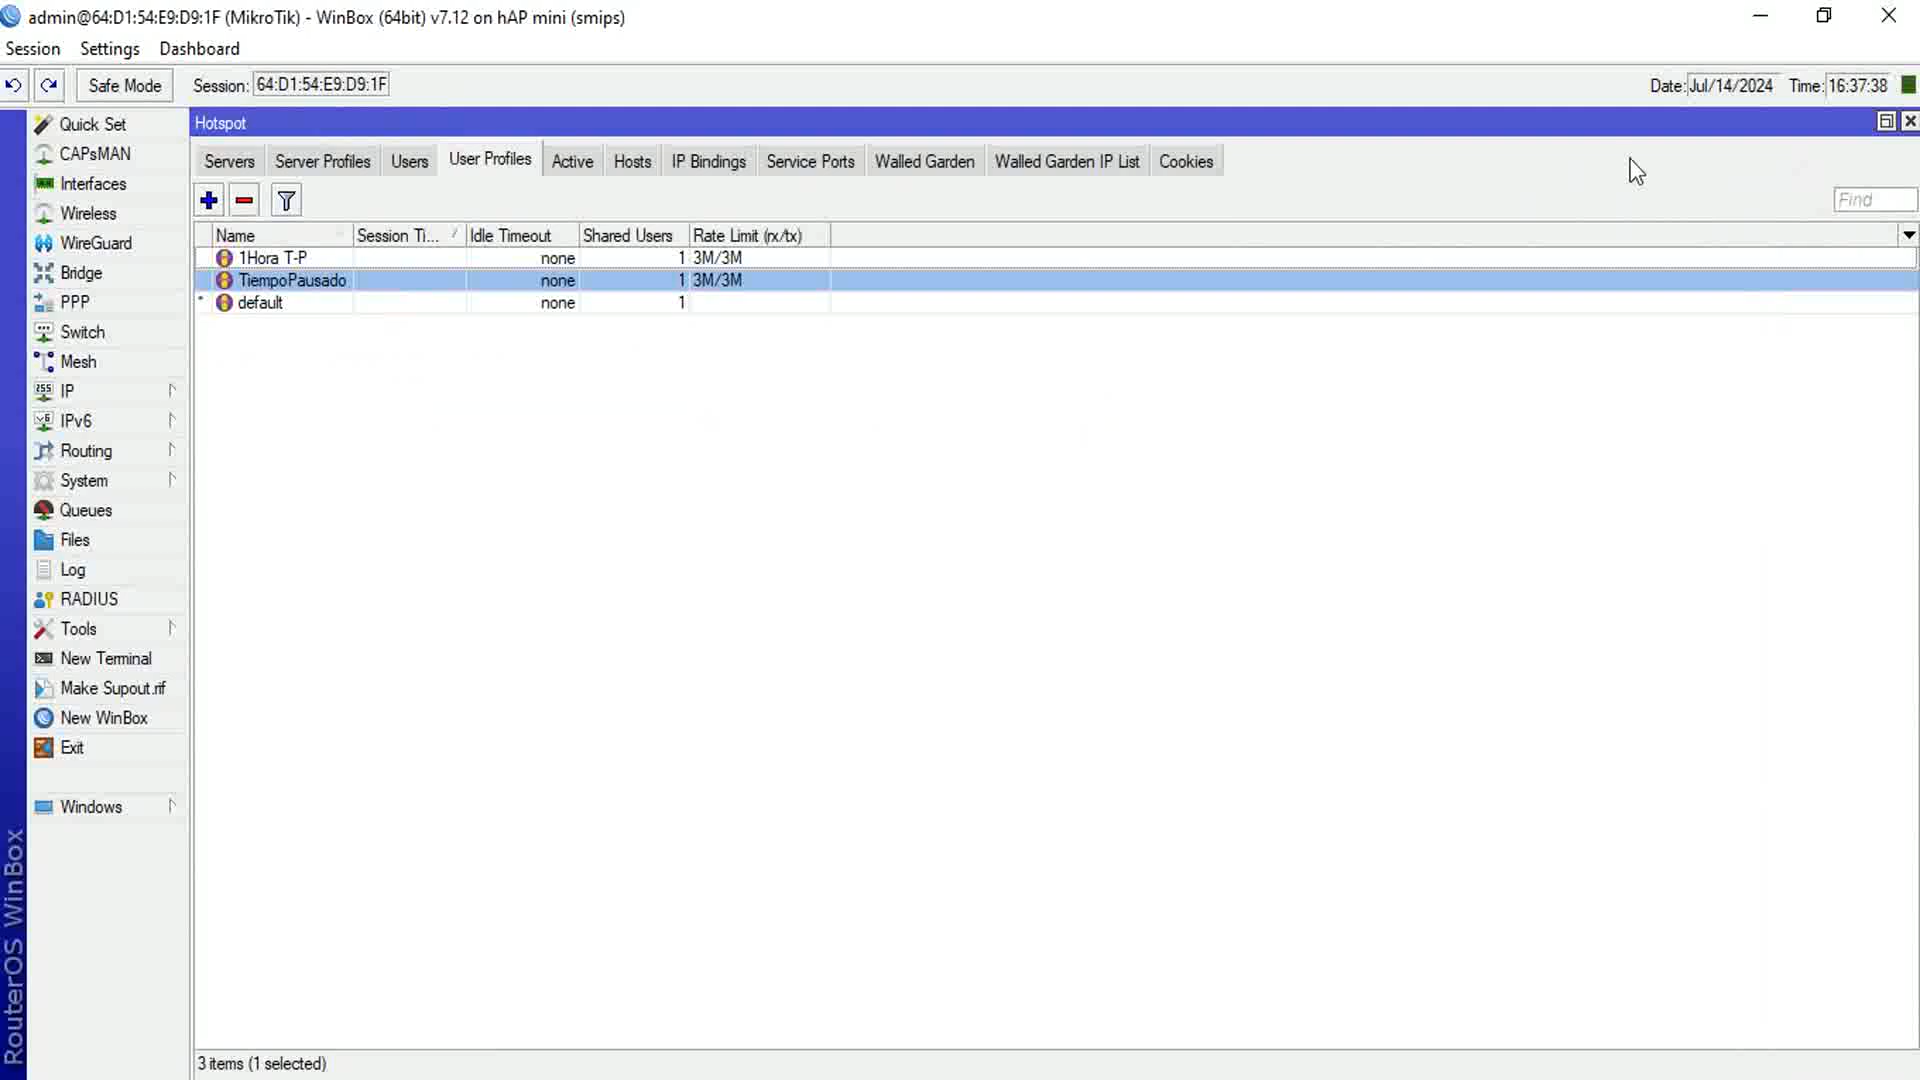 admin@64:D1:54:E9:D9:1F (MikroTik) - WinBox (64bit) v7.12 on hAP mini (smips)
Session Settings Dashboard
Safe Mode Session: 64:D1:54:E9:D9:1F Date: Jul/14/2024 Time: 16:37:38
Hotspot
Servers Server Profiles Users User Profiles Active Hosts IP Bindings Service Ports Walled Garden Walled Garden IP List Cookies
Find
Name Session Ti... Idle Timeout Shared Users Rate Limit (rx/tx)
1Hora T-P none 1 3M/3M
TiempoPausado none 1 3M/3M
* default none 1
3 items (1 selected)
Quick Set
CAPsMAN
Interfaces
Wireless
WireGuard
Bridge
PPP
Switch
Mesh
IP
IPv6
Routing
System
Queues
Files
Log
RADIUS
Tools
New Terminal
Make Supout.rif
New WinBox
Exit
Windows
RouterOS WinBox